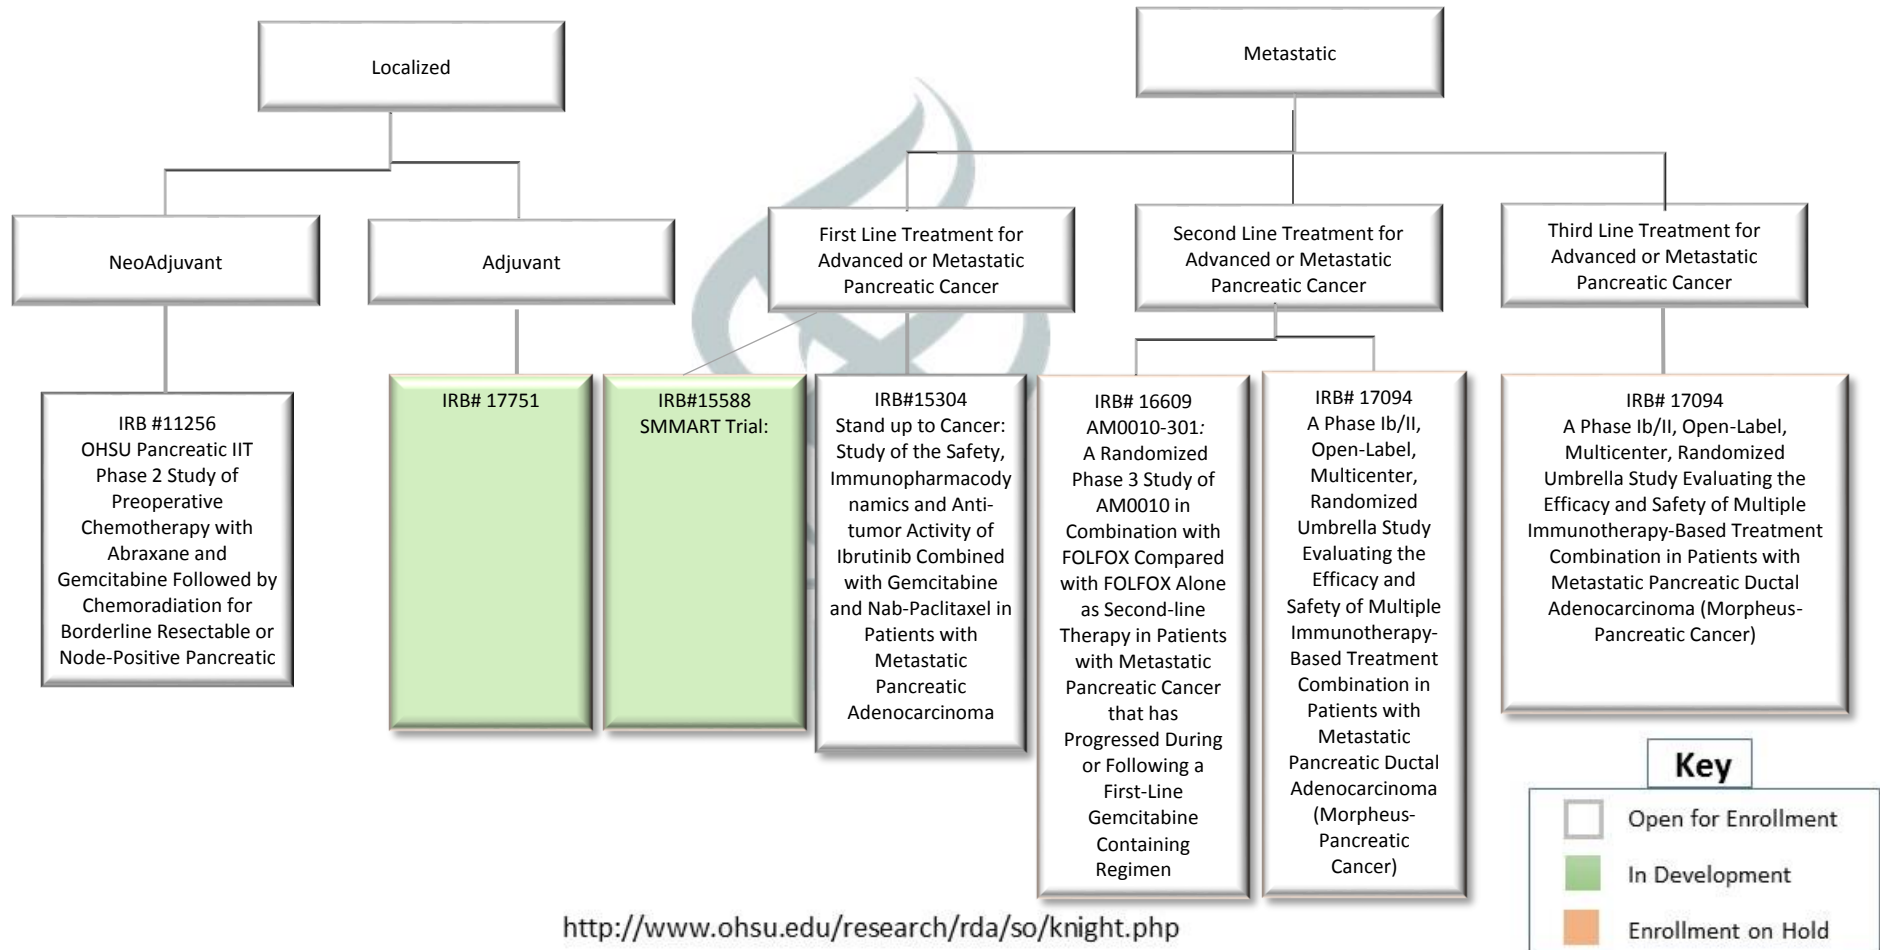 Localized
Metastatic
NeoAdjuvant
Adjuvant
First Line Treatment for
Advanced or Metastatic
Pancreatic Cancer
Second Line Treatment for
Advanced or Metastatic
Pancreatic Cancer
Third Line Treatment for
Advanced or Metastatic
Pancreatic Cancer
IRB #11256
OHSU Pancreatic IIT
Phase 2 Study of
Preoperative
Chemotherapy with
Abraxane and
Gemcitabine Followed by
Chemoradiation for
Borderline Resectable or
Node-Positive Pancreatic
IRB# 17751
IRB#15588
SMMART Trial:
IRB#15304
Stand up to Cancer:
Study of the Safety,
Immunopharmacody
namics and Anti-
tumor Activity of
Ibrutinib Combined
with Gemcitabine
and Nab-Paclitaxel in
Patients with
Metastatic
Pancreatic
Adenocarcinoma
IRB# 16609
AM0010-301:
A Randomized
Phase 3 Study of
AM0010 in
Combination with
FOLFOX Compared
with FOLFOX Alone
as Second-line
Therapy in Patients
with Metastatic
Pancreatic Cancer
that has
Progressed During
or Following a
First-Line
Gemcitabine
Containing
Regimen
IRB# 17094
A Phase Ib/II,
Open-Label,
Multicenter,
Randomized
Umbrella Study
Evaluating the
Efficacy and
Safety of Multiple
Immunotherapy-
Based Treatment
Combination in
Patients with
Metastatic
Pancreatic Ductal
Adenocarcinoma
(Morpheus-
Pancreatic
Cancer)
IRB# 17094
A Phase Ib/II, Open-Label,
Multicenter, Randomized
Umbrella Study Evaluating the
Efficacy and Safety of Multiple
Immunotherapy-Based Treatment
Combination in Patients with
Metastatic Pancreatic Ductal
Adenocarcinoma (Morpheus-
Pancreatic Cancer)
Key
Open for Enrollment
In Development
Enrollment on Hold
http://www.ohsu.edu/research/rda/so/knight.php